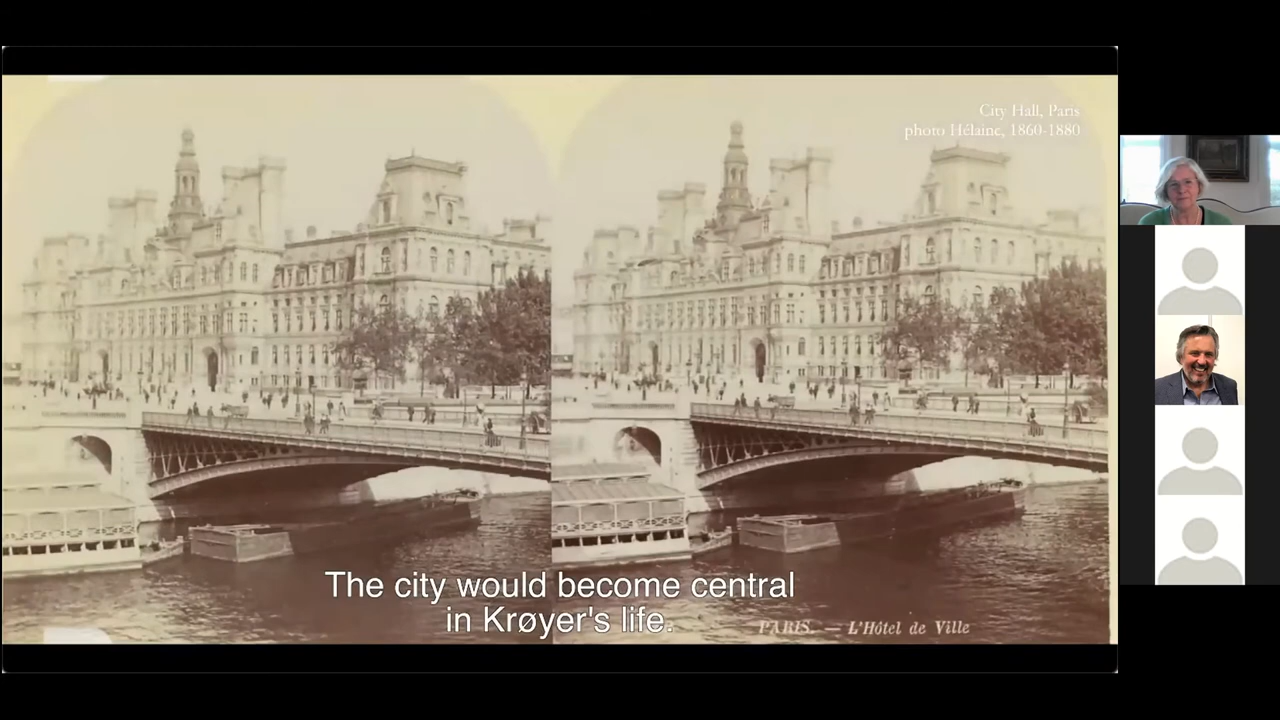 City Hall, Paris
photo Hélaine, 1860-1880
The city would become central
in Krøyer's life.
PARIS. — L'Hôtel de Ville